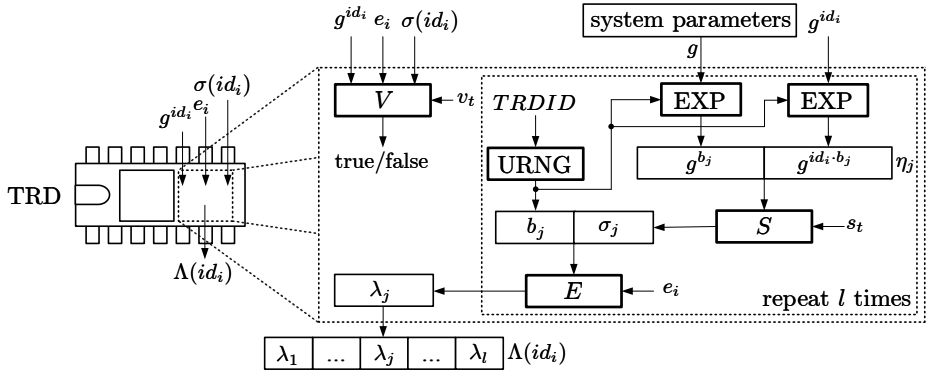 system parameters
g^{id_i} e_i σ(id_i)
g^{id_i}
g
σ(id_i)
g^{id_i} e_i
V
v_t
TRDID
EXP
EXP
true/false
URNG
g^{b_j} g^{id_i·b_j} η_j
TRD
b_j σ_j
S
s_t
Λ(id_i)
λ_j
E
e_i
repeat l times
λ_1 ... λ_j ... λ_l Λ(id_i)